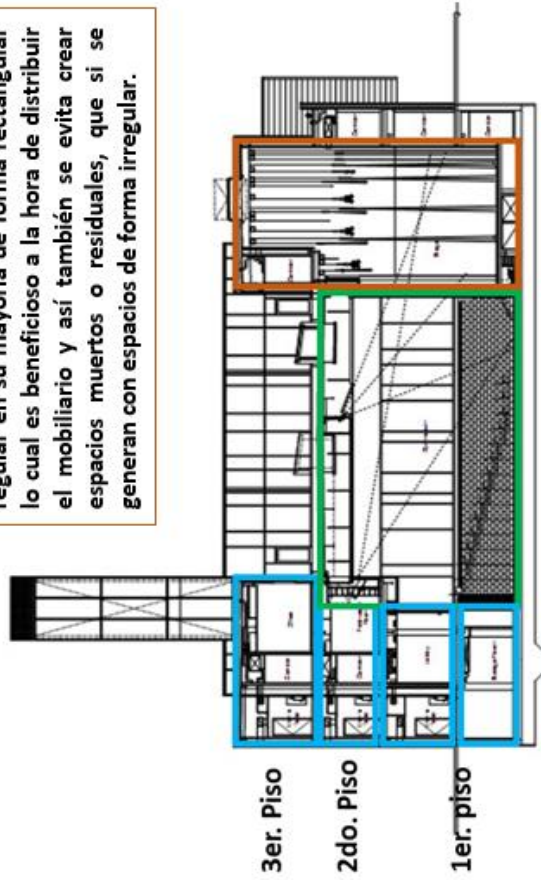 regular en su mayoría de forma rectangular
lo cual es beneficioso a la hora de distribuir
el mobiliario y así también se evita crear
espacios muertos o residuales, que si se
generan con espacios de forma irregular.
3er. Piso
2do. Piso
1er. piso